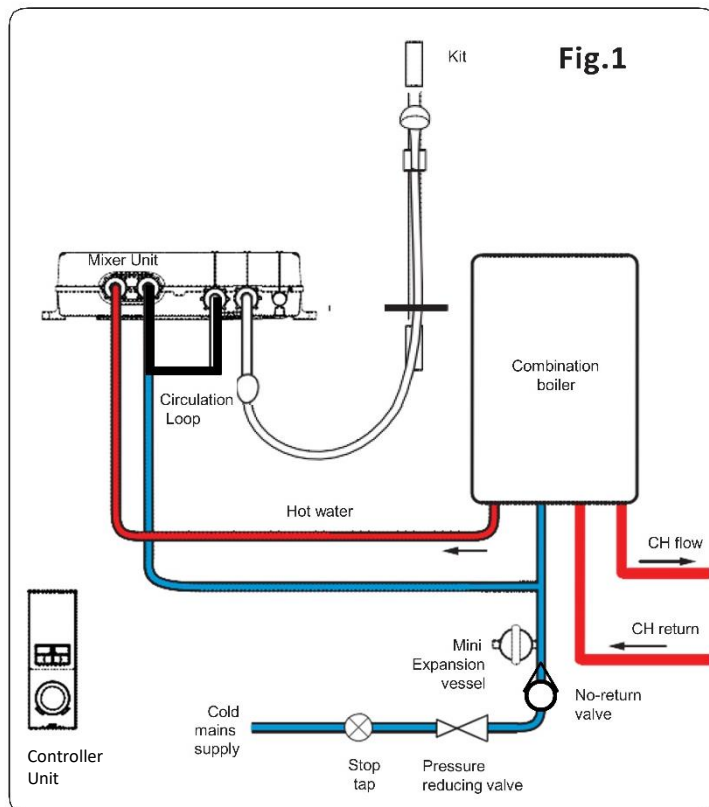 Kit
Fig.1
Mixer Unit
Circulation
Loop
Combination
boiler
Hot water
CH flow
CH return
Mini
Expansion
vessel
No-return
valve
Cold
mains
supply
Stop
tap
Pressure
reducing valve
Controller
Unit